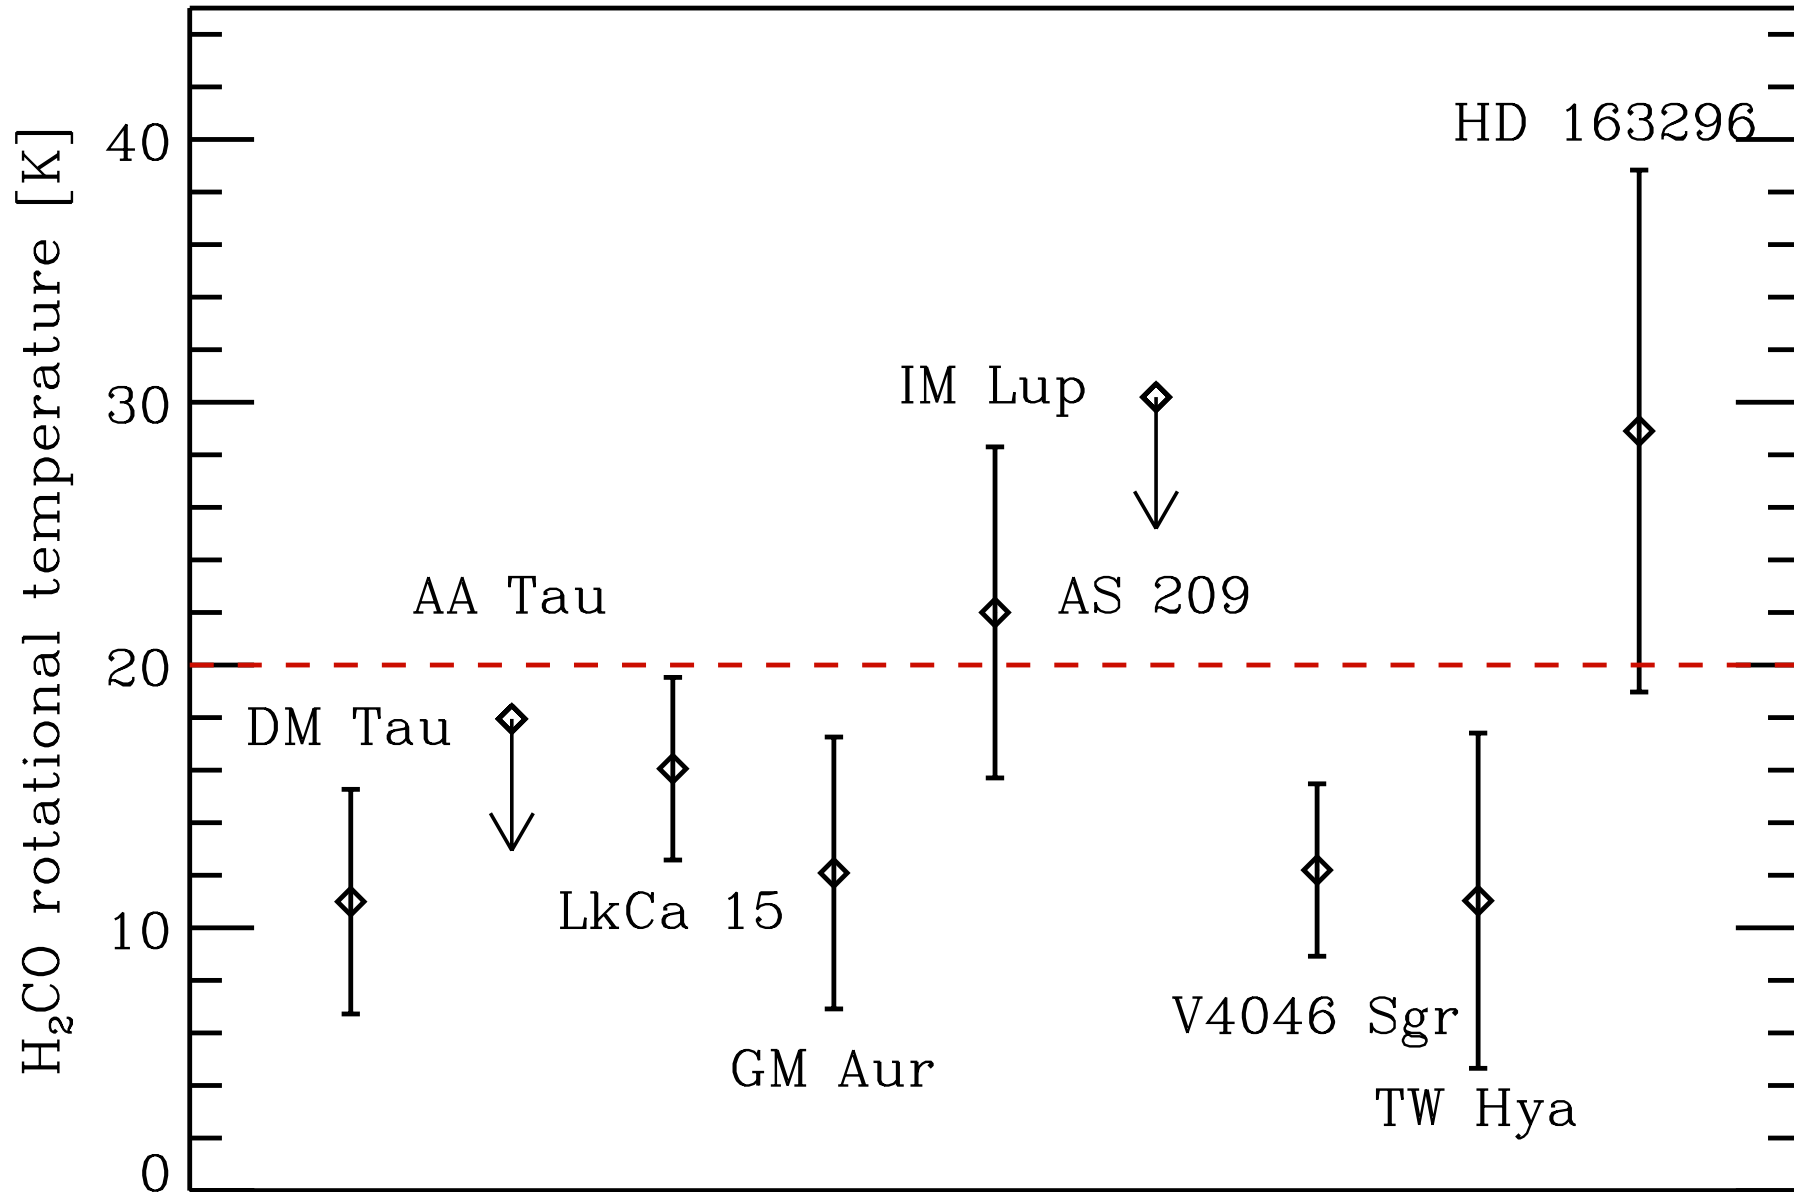 H₂CO rotational temperature [K]
40
30
20
10
0
HD 163296
IM Lup
AA Tau
AS 209
DM Tau
LkCa 15
V4046 Sgr
GM Aur
TW Hya